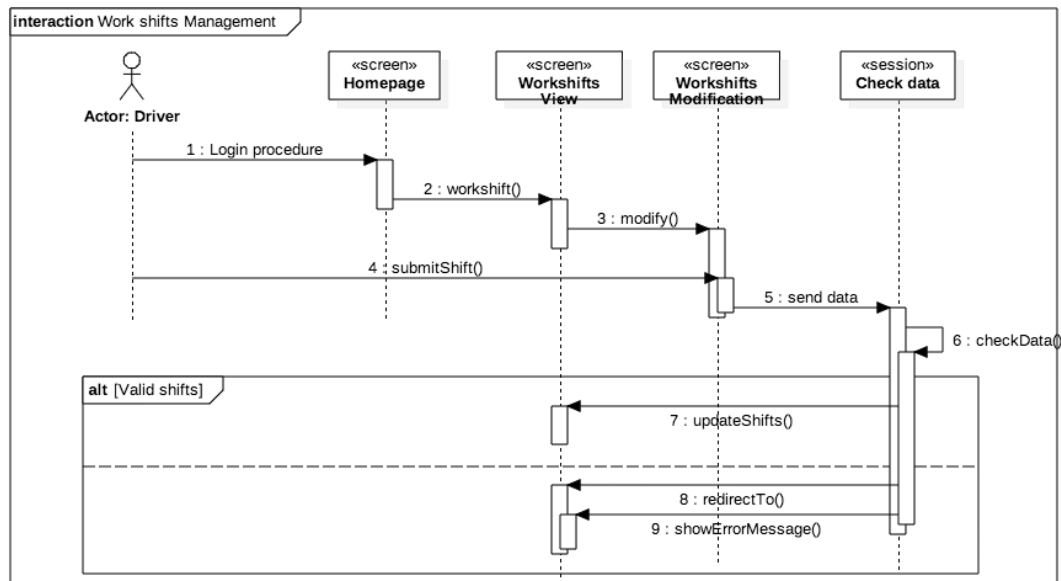 interaction Work shifts Management
«screen»
Homepage
«screen»
Workshifts
View
«screen»
Workshifts
Modification
«session»
Check data
Actor: Driver
1 : Login procedure
2 : workshift()
3 : modify()
4 : submitShift()
5 : send data
6 : checkData()
alt [Valid shifts]
7 : updateShifts()
8 : redirectTo()
9 : showErrorMessage()